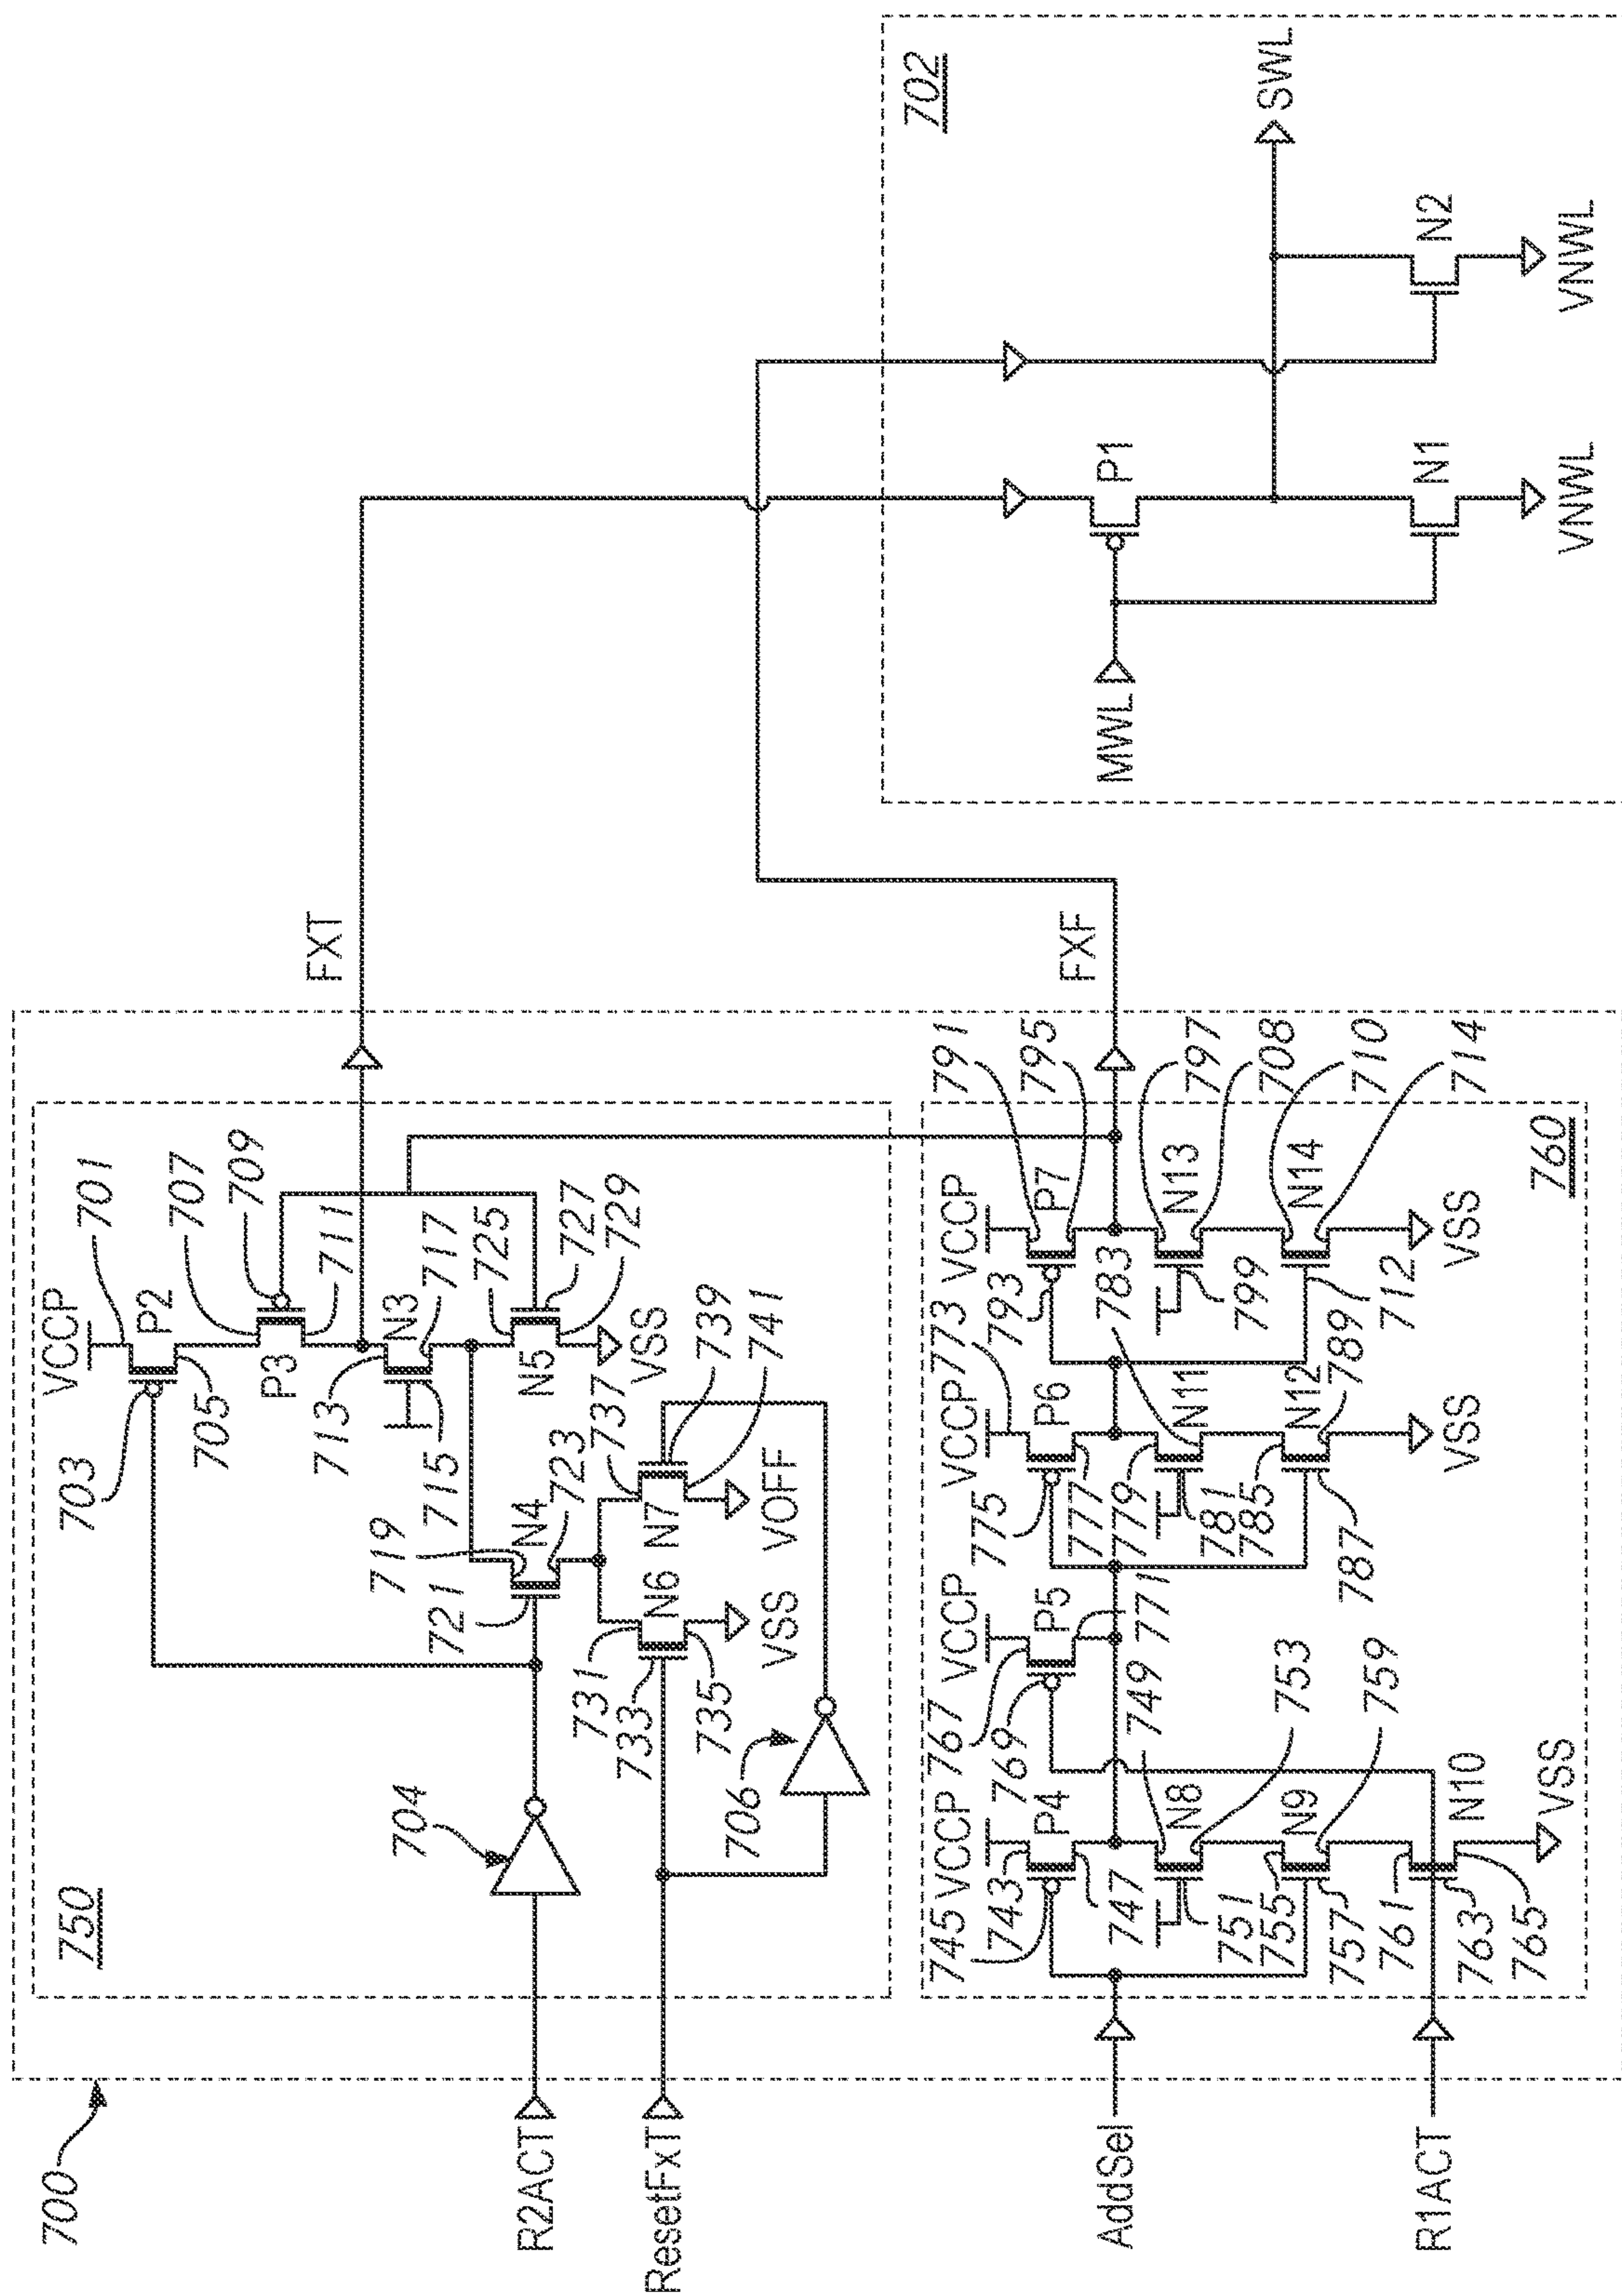 700
R2ACT
ResetFxT
AddSel
R1ACT
750
704
706
VCCP
701
703
P2
705
707
P3
709
711
713
N3
715
717
719
721
N4
723
725
N5
727
729
VSS
731
733
N6
735
VSS
737
N7
739
741
VOFF
760
VCCP
743
745
P4
747
749
N8
751
753
755
N9
757
759
761
N10
763
765
VSS
VCCP
767
769
P5
771
VCCP
773
775
P6
777
779
N11
781
783
785
N12
787
789
VSS
VCCP
791
793
P7
795
797
N13
799
708
710
N14
712
714
VSS
FXT
FXF
702
MWL
P1
N1
VNWL
N2
VNWL
SWL